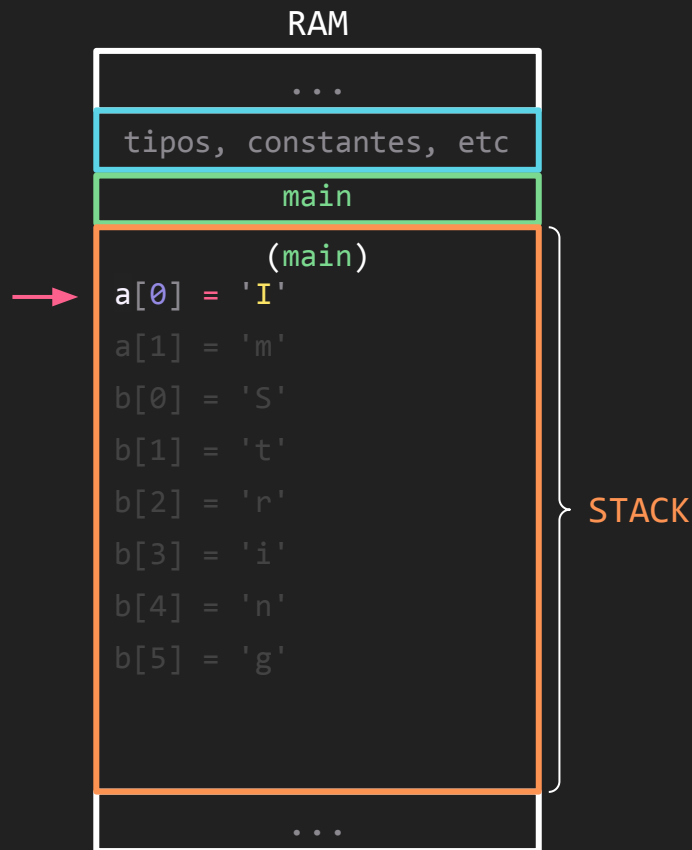 RAM
...
tipos, constantes, etc
main
(main)
a[0] = 'I'
a[1] = 'm'
b[0] = 'S'
b[1] = 't'
b[2] = 'r'
b[3] = 'i'
b[4] = 'n'
b[5] = 'g'
STACK
...